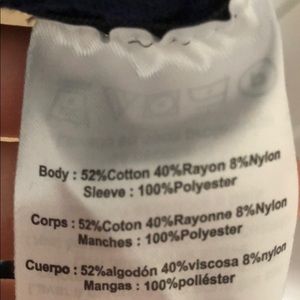 Body : 52%Cotton 40%Rayon 8%Nylon
Sleeve : 100%Polyester
Corps : 52%Coton 40%Rayonne 8%Nylon
Manches : 100%Polyester
Cuerpo : 52%algodón 40%viscosa 8%nylon
Mangas : 100%poliéster